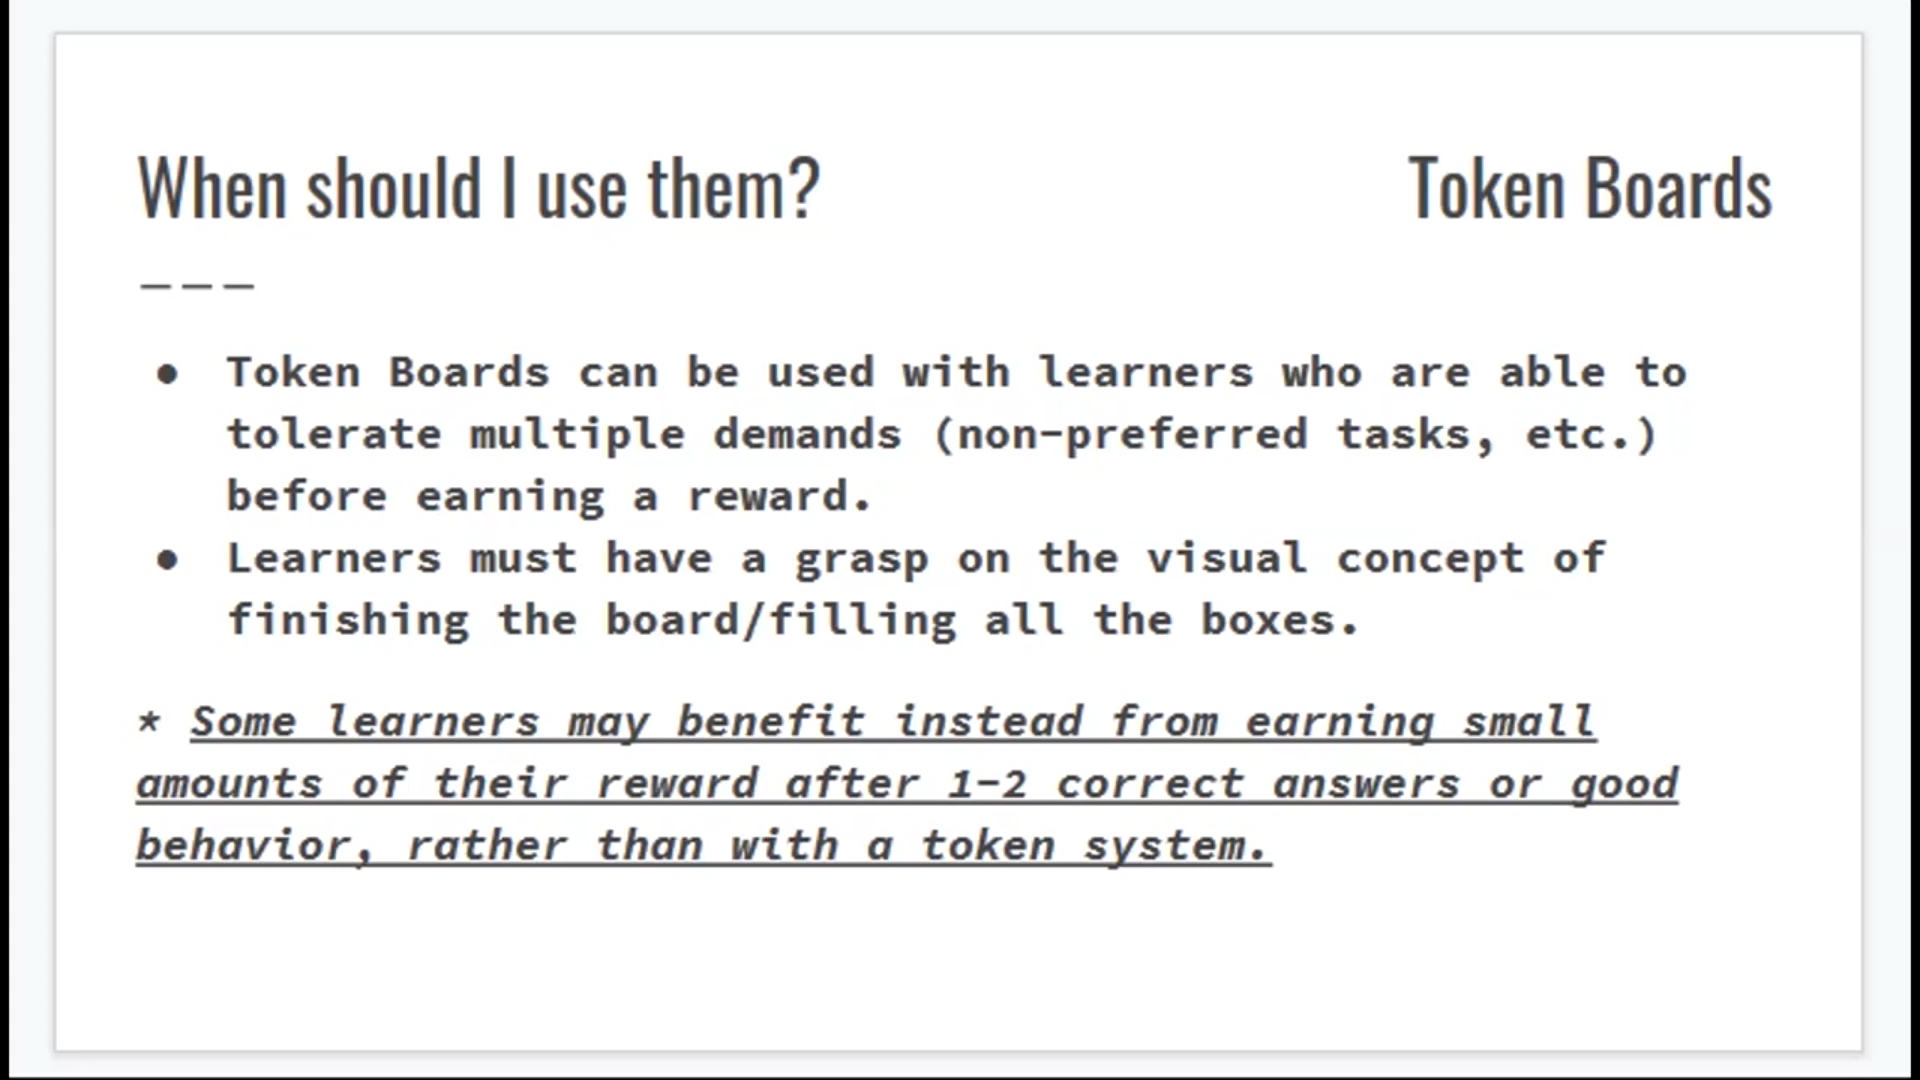 When should I use them?
Token Boards
———
● Token Boards can be used with learners who are able to
tolerate multiple demands (non-preferred tasks, etc.)
before earning a reward.
● Learners must have a grasp on the visual concept of
finishing the board/filling all the boxes.
* Some learners may benefit instead from earning small
amounts of their reward after 1-2 correct answers or good
behavior, rather than with a token system.